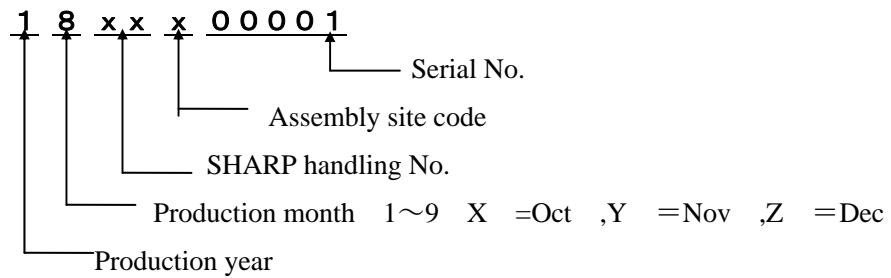 1 8 x x x 0 0 0 0 1
Serial No.
Assembly site code
SHARP handling No.
Production month 1～9 X =Oct ,Y ＝Nov ,Z ＝Dec
Production year